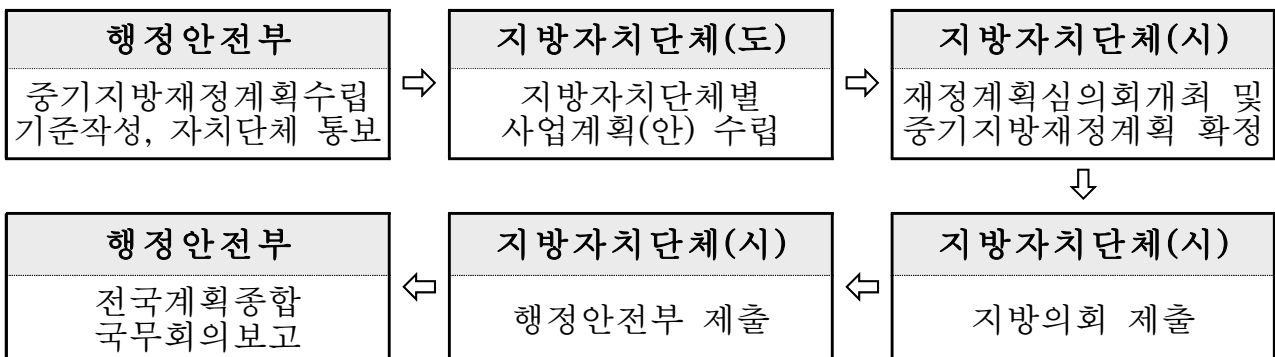 행정안전부
중기지방재정계획수립
기준작성, 자치단체 통보
⇨
지방자치단체(도)
지방자치단체별
사업계획(안) 수립
⇨
지방자치단체(시)
재정계획심의회개최 및
중기지방재정계획 확정
⇩
지방자치단체(시)
지방의회 제출
⇦
지방자치단체(시)
행정안전부 제출
⇦
행정안전부
전국계획종합
국무회의보고